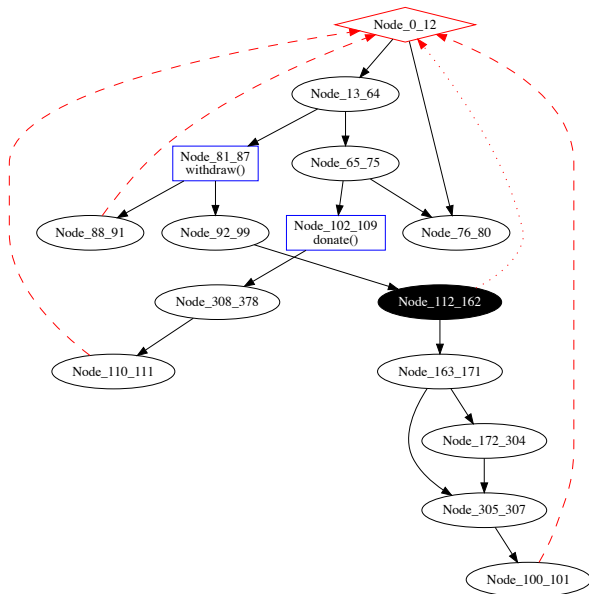 Node_0_12
Node_13_64
Node_81_87
withdraw()
Node_65_75
Node_88_91
Node_92_99
Node_102_109
donate()
Node_76_80
Node_308_378
Node_112_162
Node_110_111
Node_163_171
Node_172_304
Node_305_307
Node_100_101